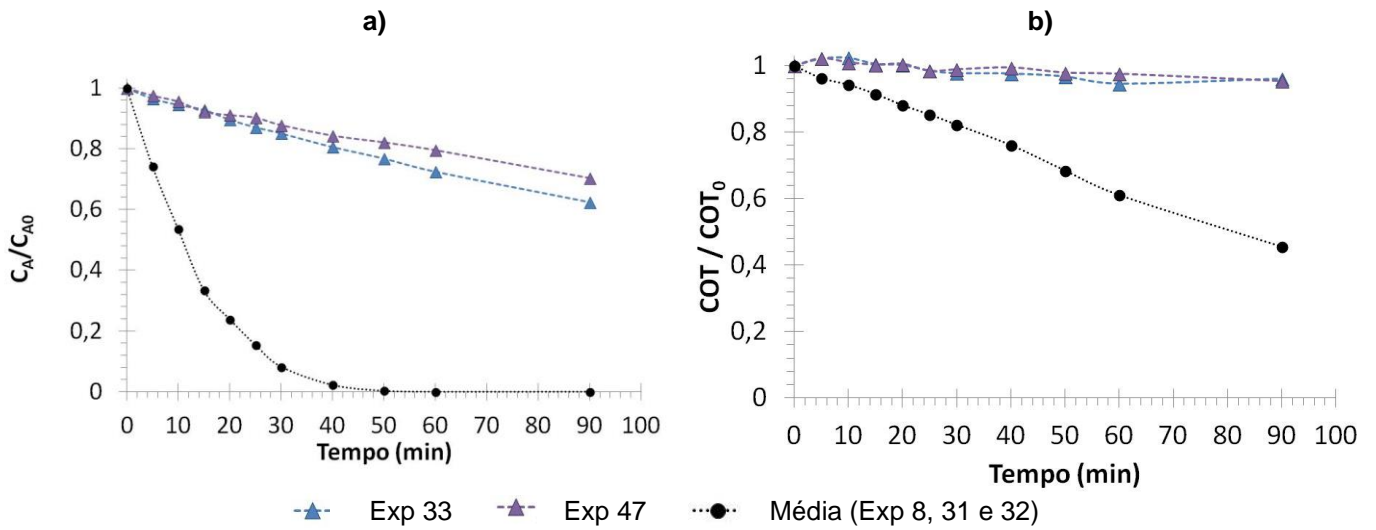 a)
C_A/C_A0
1
0,8
0,6
0,4
0,2
0
0 10 20 30 40 50 60 70 80 90 100
Tempo (min)
b)
COT / COT_0
1
0,8
0,6
0,4
0,2
0
0 10 20 30 40 50 60 70 80 90 100
Tempo (min)
Exp 33 Exp 47 Média (Exp 8, 31 e 32)